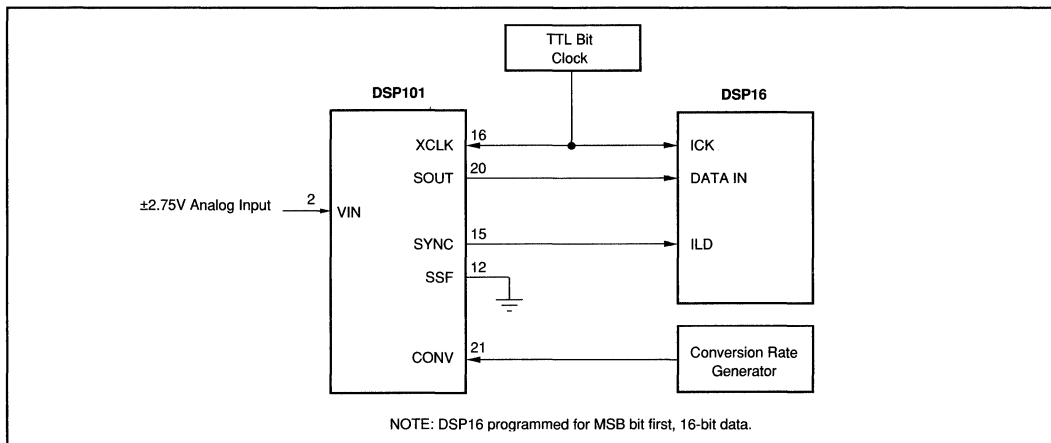 TTL Bit
Clock
DSP101
DSP16
XCLK
16
ICK
SOUT
20
DATA IN
±2.75V Analog Input
2
VIN
SYNC
15
ILD
SSF
12
CONV
21
Conversion Rate
Generator
NOTE: DSP16 programmed for MSB bit first, 16-bit data.